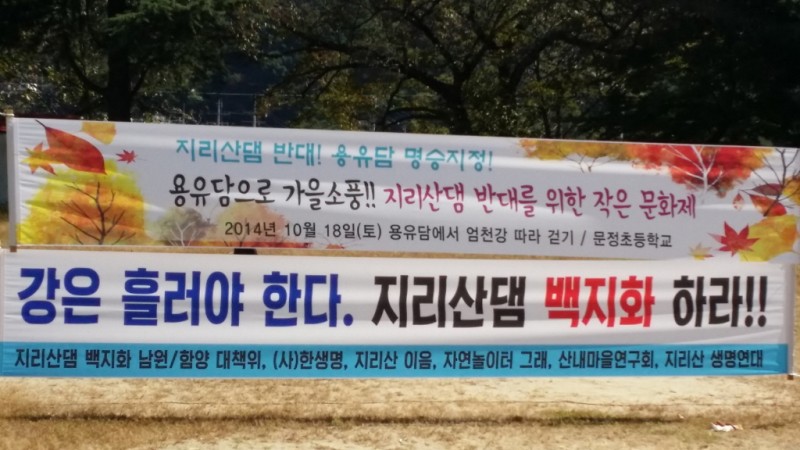 지리산댐 반대! 용유담 명승지정!
용유담으로 가을소풍!! 지리산댐 반대를 위한 작은 문화제
2014년 10월 18일(토) 용유담에서 엄천강 따라 걷기 / 문정초등학교
강은 흘러야 한다. 지리산댐 백지화 하라!!
지리산댐 백지화 남원/함양 대책위, (사)한생명, 지리산 이음, 자연놀이터 그래, 산내마을연구회, 지리산 생명연대